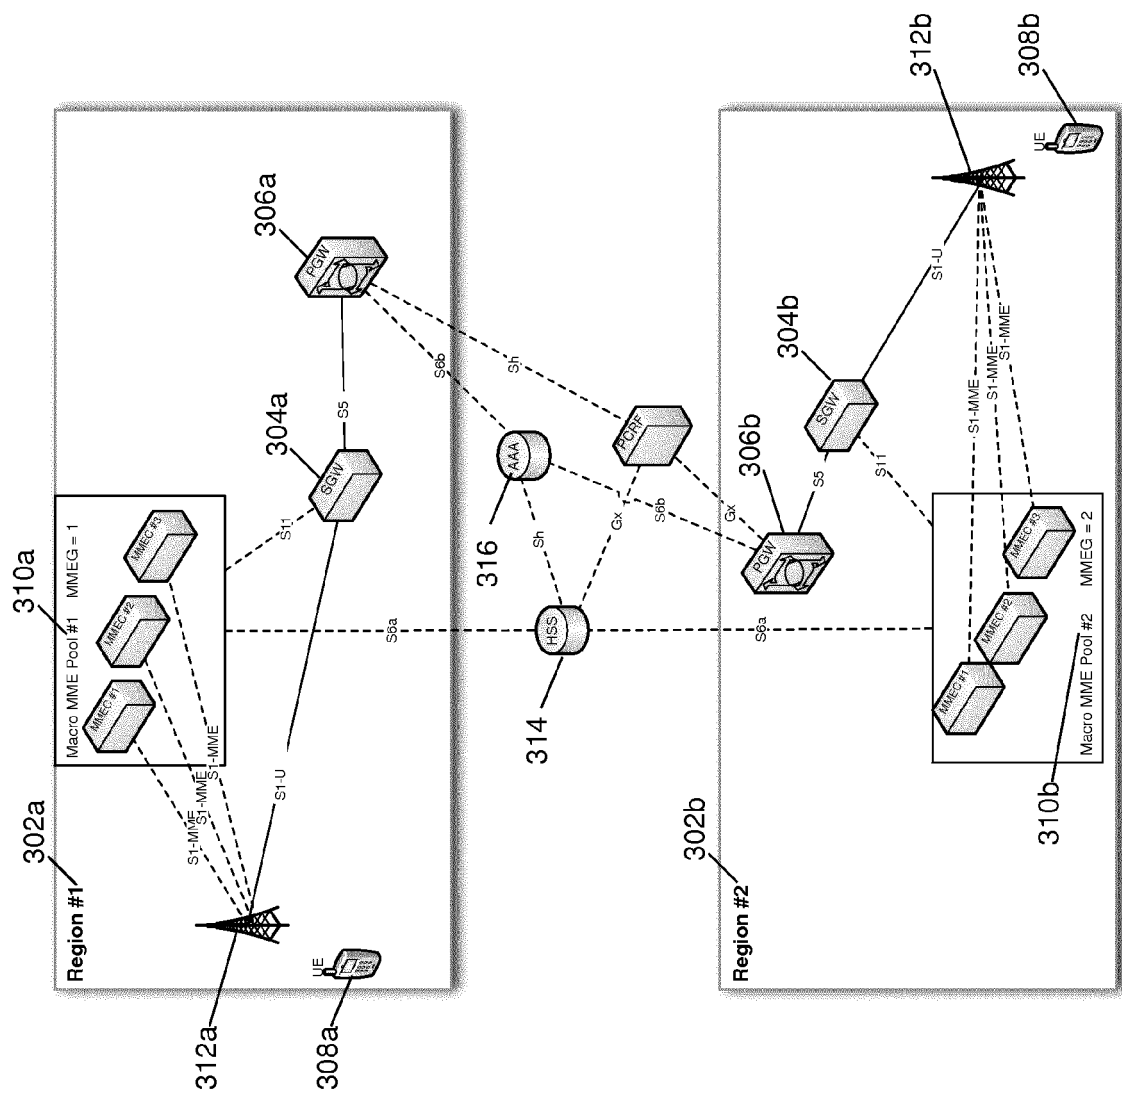 302a
Region #1
310a
Macro MME Pool #1 MMEG = 1
MMEC #1
MMEC #2
MMEC #3
S1-MME
S1-MME
S1-MME
S1-U
312a
UE
308a
S11
304a
SGW
S5
306a
PGW
S6a
S6b
Sh
316
AAA
Sh
314
HSS
PCRF
Gx
S6b
Gx
S6a
302b
Region #2
306b
PGW
S5
304b
SGW
S11
S1-U
312b
UE
308b
S1-MME
S1-MME
S1-MME
MMEC #1
MMEC #2
MMEC #3
Macro MME Pool #2 MMEG = 2
310b